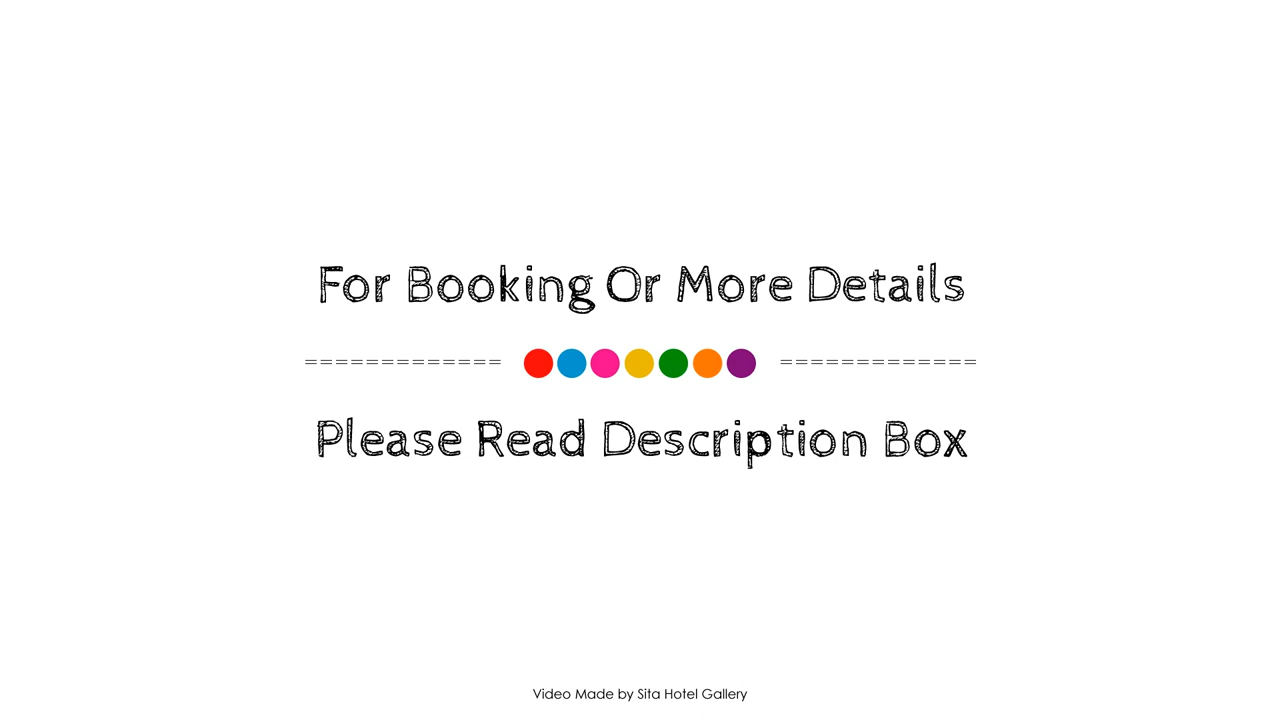 For Booking Or More Details
============= =============
Please Read Description Box
Video Made by Sita Hotel Gallery